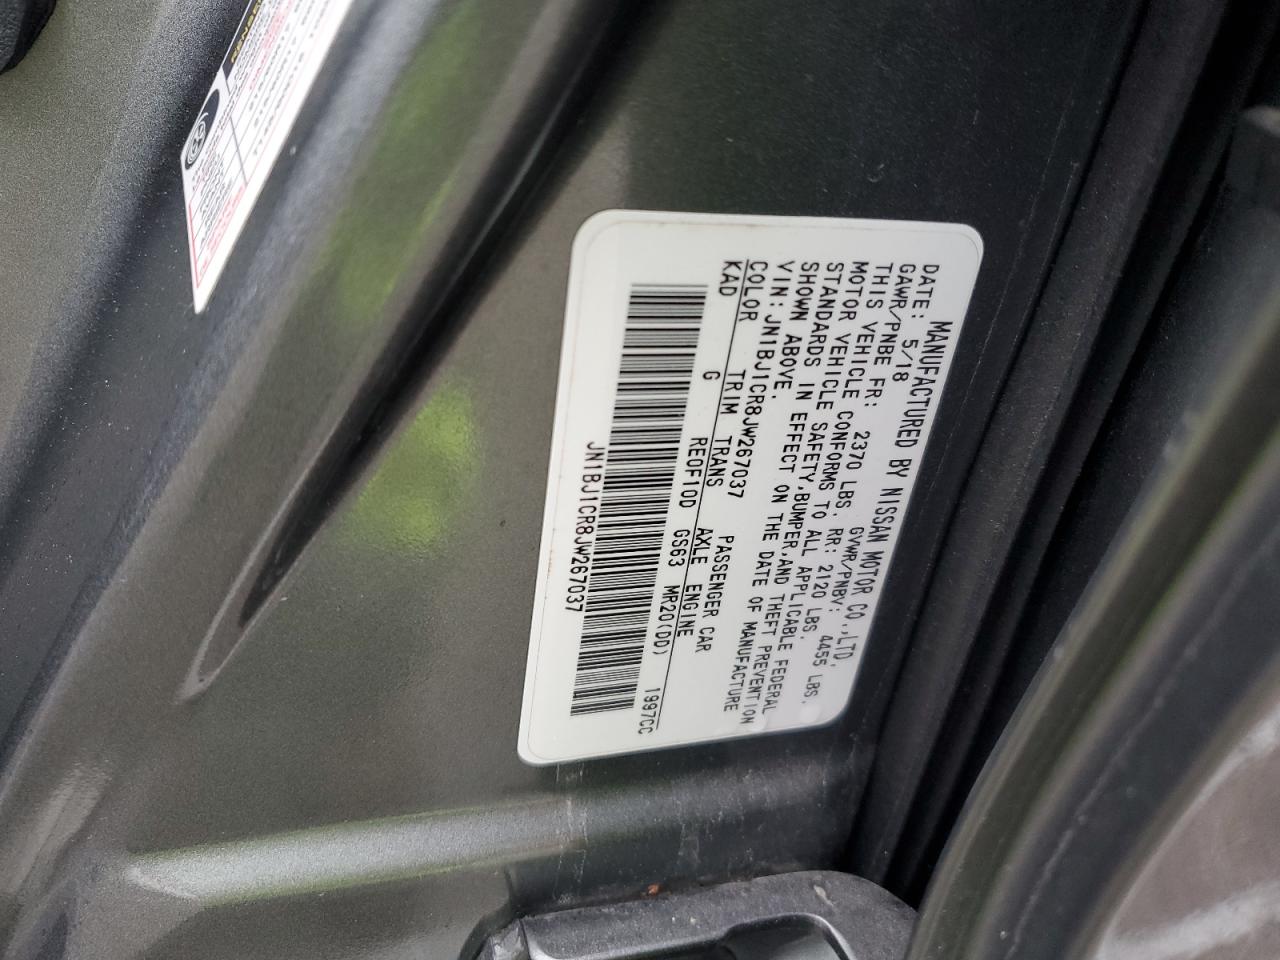 MANUFACTURED BY NISSAN MOTOR CO.,LTD.
DATE: 5/18 GVWR/PNBV: 4455 LBS.
GAWR/PNBE FR: 2370 LBS. RR: 2120 LBS.
THIS VEHICLE CONFORMS TO ALL APPLICABLE FEDERAL
MOTOR VEHICLE SAFETY,BUMPER,AND THEFT PREVENTION
STANDARDS IN EFFECT ON THE DATE OF MANUFACTURE
SHOWN ABOVE.
VIN: JN1BJ1CR8JW267037 PASSENGER CAR
COLOR TRIM TRANS AXLE ENGINE
KAD G RE0F10D GS63 MR20(DD) 1997CC
JN1BJ1CR8JW267037